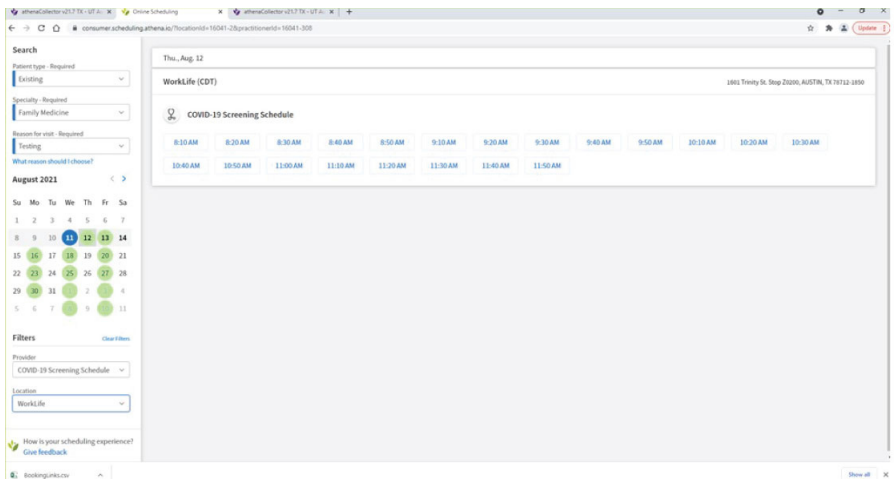 athenaCollector v21.7 TX - UT A
Online Scheduling
athenaCollector v21.7 TX - UT A
consumer.scheduling.athena.io/?locationId=16041-2&practitionerId=16041-300
Update
Search
Patient type - Required
Existing
Specialty - Required
Family Medicine
Reason for visit - Required
Testing
What reason should I choose?
August 2021
Su Mo Tu We Th Fr Sa
1 2 3 4 5 6 7
8 9 10 11 12 13 14
15 16 17 18 19 20 21
22 23 24 25 26 27 28
29 30 31 1 2 3 4
5 6 7 8 9 10 11
Filters
Clear Filters
Provider
COVID-19 Screening Schedule
Location
WorkLife
How is your scheduling experience?
Give feedback
Thu., Aug. 12
WorkLife (CDT)
1601 Trinity St. Stop Z0200, AUSTIN, TX 78712-1850
COVID-19 Screening Schedule
8:10 AM 8:20 AM 8:30 AM 8:40 AM 8:50 AM 9:10 AM 9:20 AM 9:30 AM 9:40 AM 9:50 AM 10:10 AM 10:20 AM 10:30 AM
10:40 AM 10:50 AM 11:00 AM 11:10 AM 11:20 AM 11:30 AM 11:40 AM 11:50 AM
BookingLinks.csv
Show all